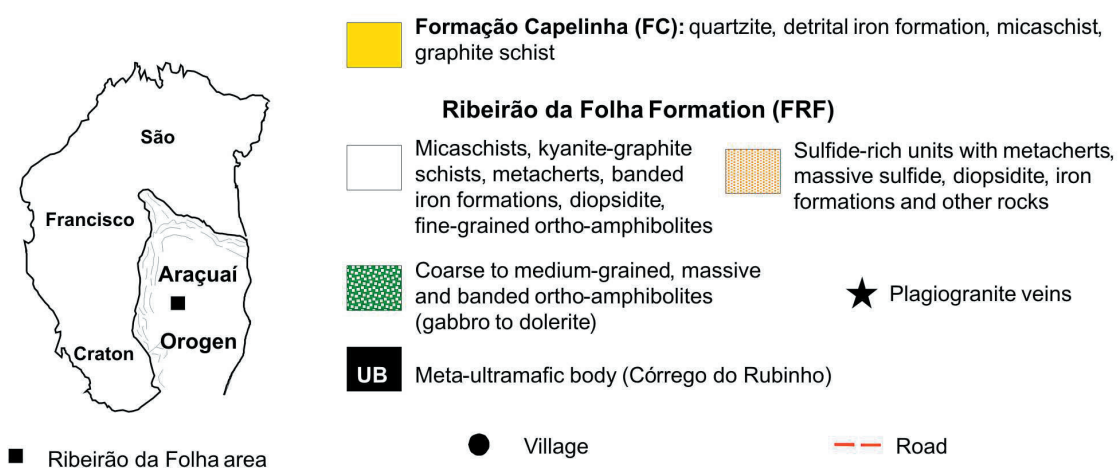 São
Francisco
Araçuaí
Orogen
Craton
Ribeirão da Folha area
Formação Capelinha (FC): quartzite, detrital iron formation, micaschist,
graphite schist
Ribeirão da Folha Formation (FRF)
Micaschists, kyanite-graphite
schists, metacherts, banded
iron formations, diopsidite,
fine-grained ortho-amphibolites
Sulfide-rich units with metacherts,
massive sulfide, diopsidite, iron
formations and other rocks
Coarse to medium-grained, massive
and banded ortho-amphibolites
(gabbro to dolerite)
Plagiogranite veins
UB Meta-ultramafic body (Córrego do Rubinho)
Village
Road